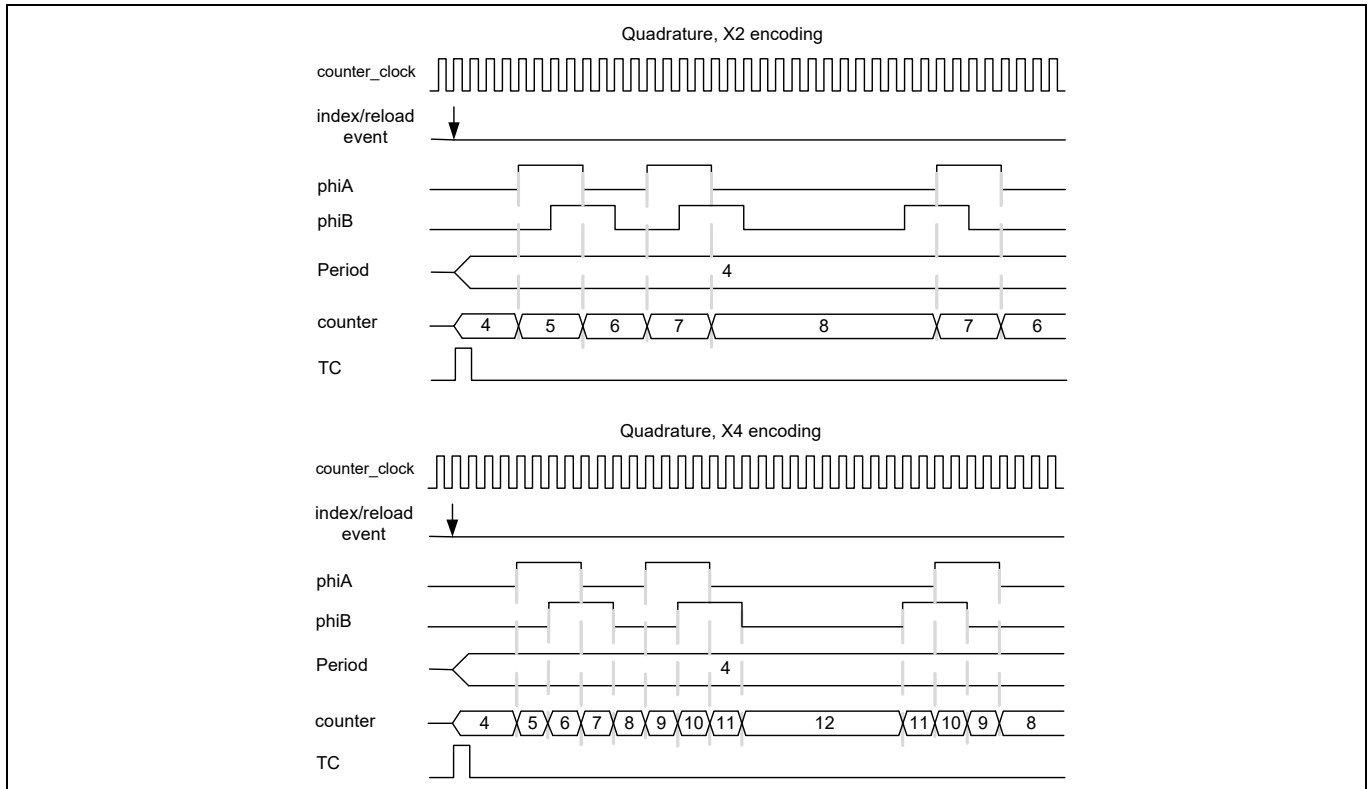 Quadrature, X2 encoding
counter_clock
index/reload
event
phiA
phiB
Period
4
counter
4 5 6 7 8 7 6
TC
Quadrature, X4 encoding
counter_clock
index/reload
event
phiA
phiB
Period
4
counter
4 5 6 7 8 9 10 11 12 11 10 9 8
TC